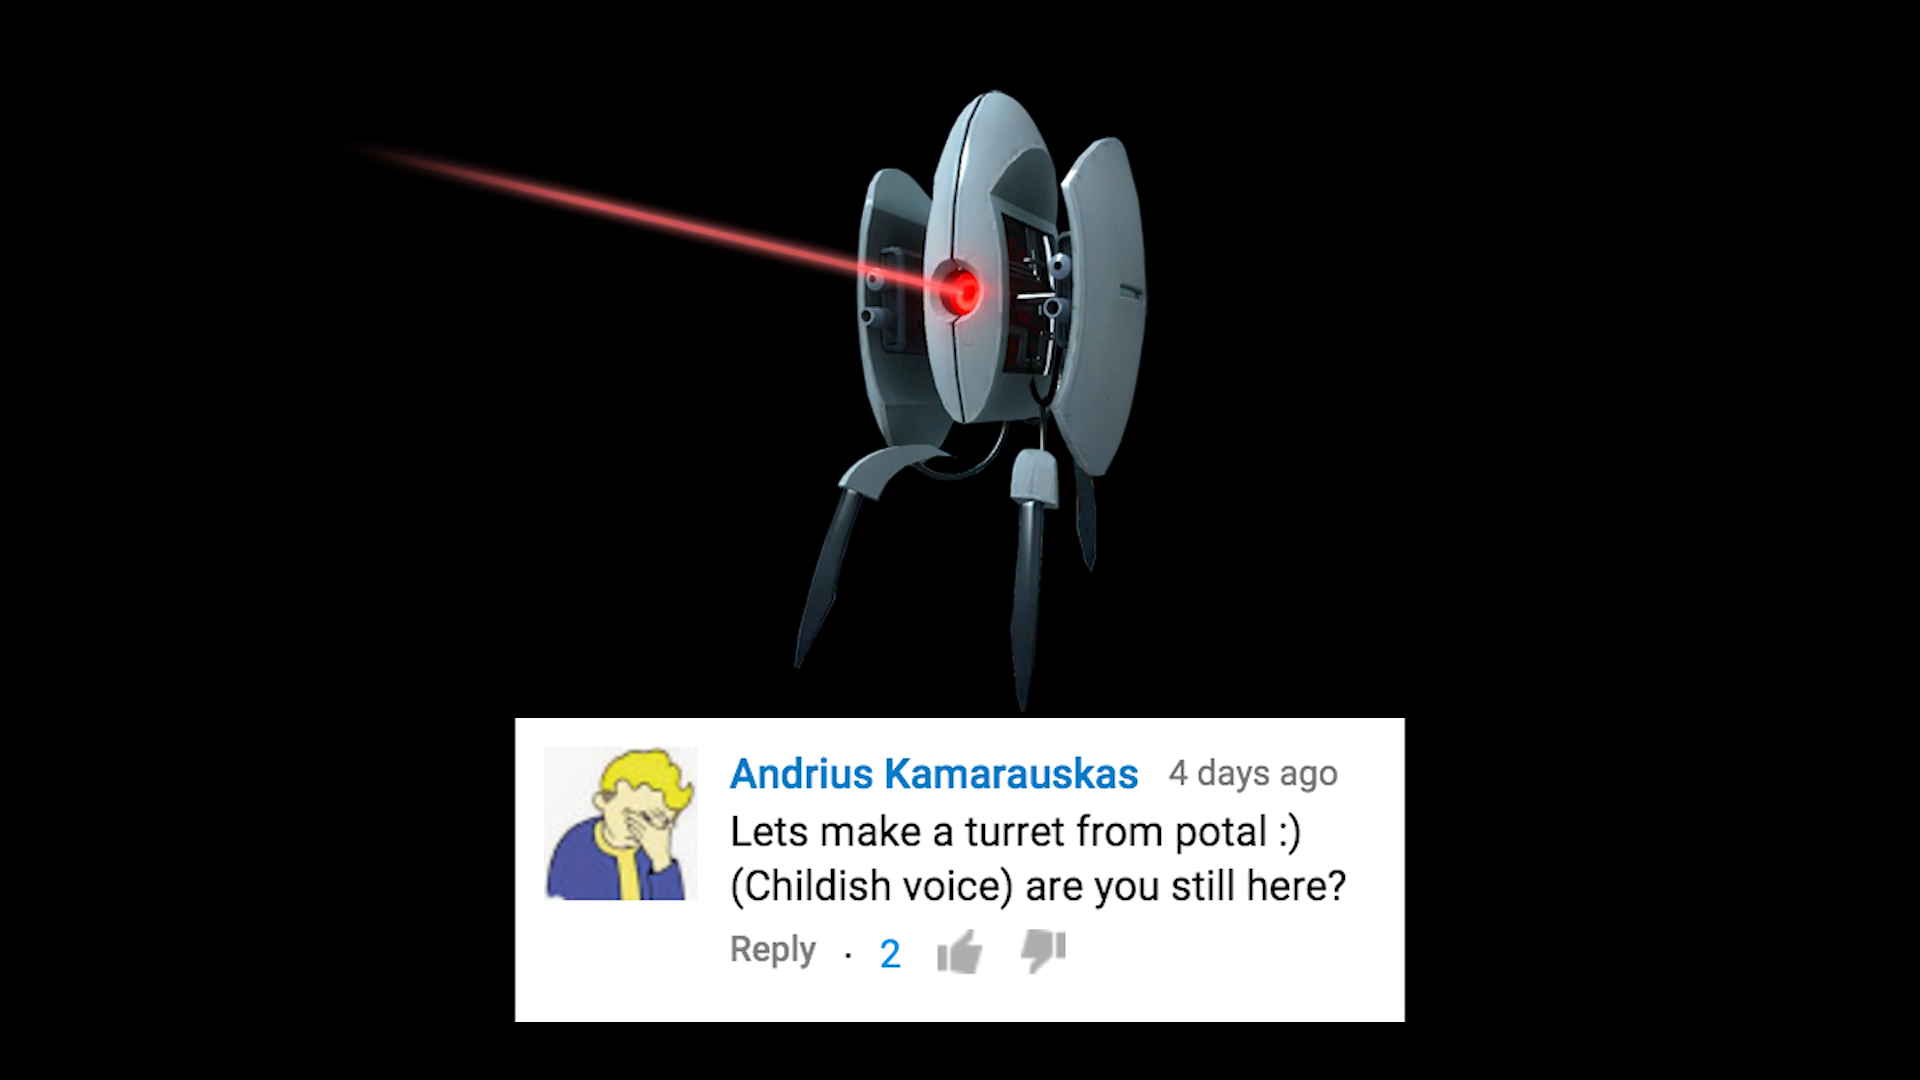 Andrius Kamarauskas 4 days ago
Lets make a turret from potal :)
(Childish voice) are you still here?
Reply · 2